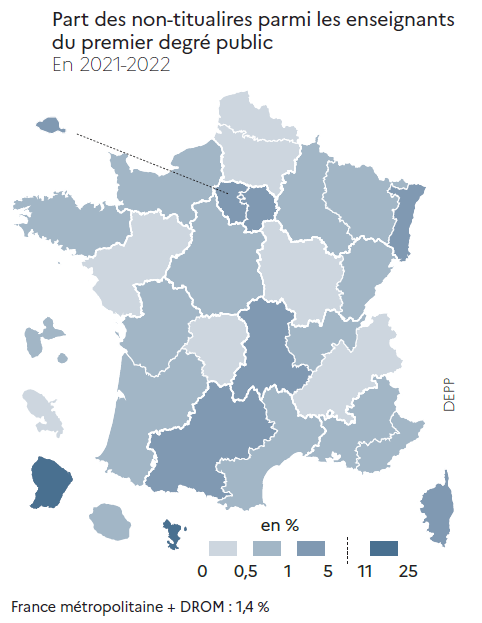 Part des non-titualires parmi les enseignants
du premier degré public
En 2021-2022
DEPP
en %
0 0,5 1 5 11 25
France métropolitaine + DROM : 1,4 %